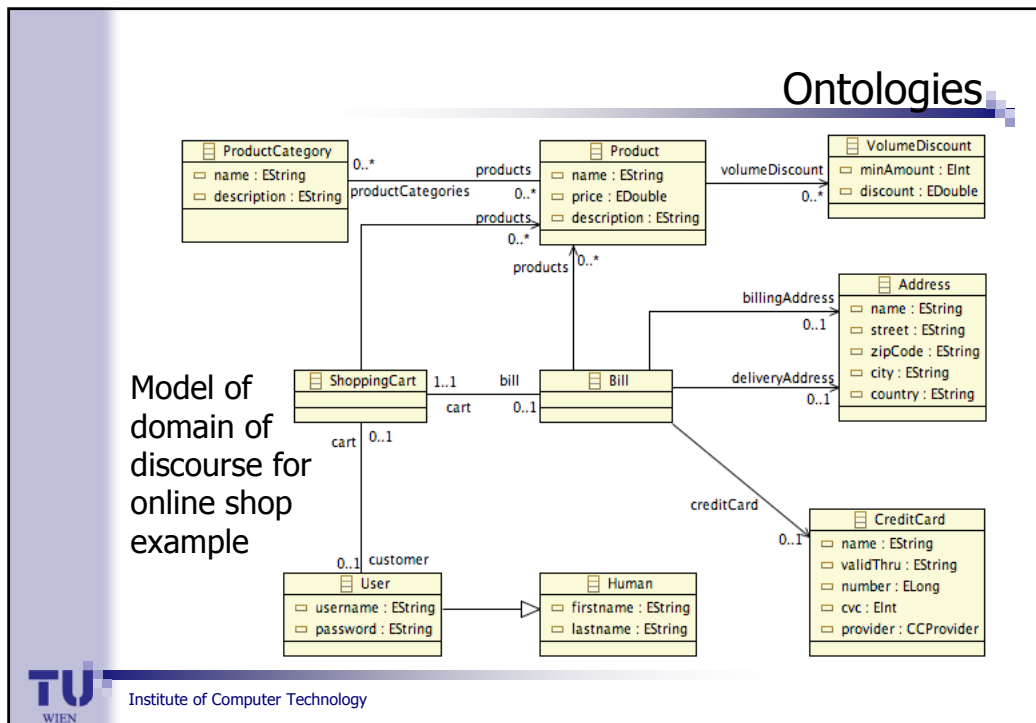 Ontologies
ProductCategory
name : EString
description : EString
0..*
productCategories
products
0..*
Product
name : EString
price : EDouble
description : EString
volumeDiscount
0..*
VolumeDiscount
minAmount : EInt
discount : EDouble
products
0..*
products
0..*
billingAddress
0..1
deliveryAddress
0..1
Address
name : EString
street : EString
zipCode : EString
city : EString
country : EString
Model of
domain of
discourse for
online shop
example
ShoppingCart
1..1
cart
bill
0..1
Bill
cart
0..1
creditCard
0..1
CreditCard
name : EString
validThru : EString
number : ELong
cvc : EInt
provider : CCProvider
0..1
customer
User
username : EString
password : EString
Human
firstname : EString
lastname : EString
TU
WIEN
Institute of Computer Technology